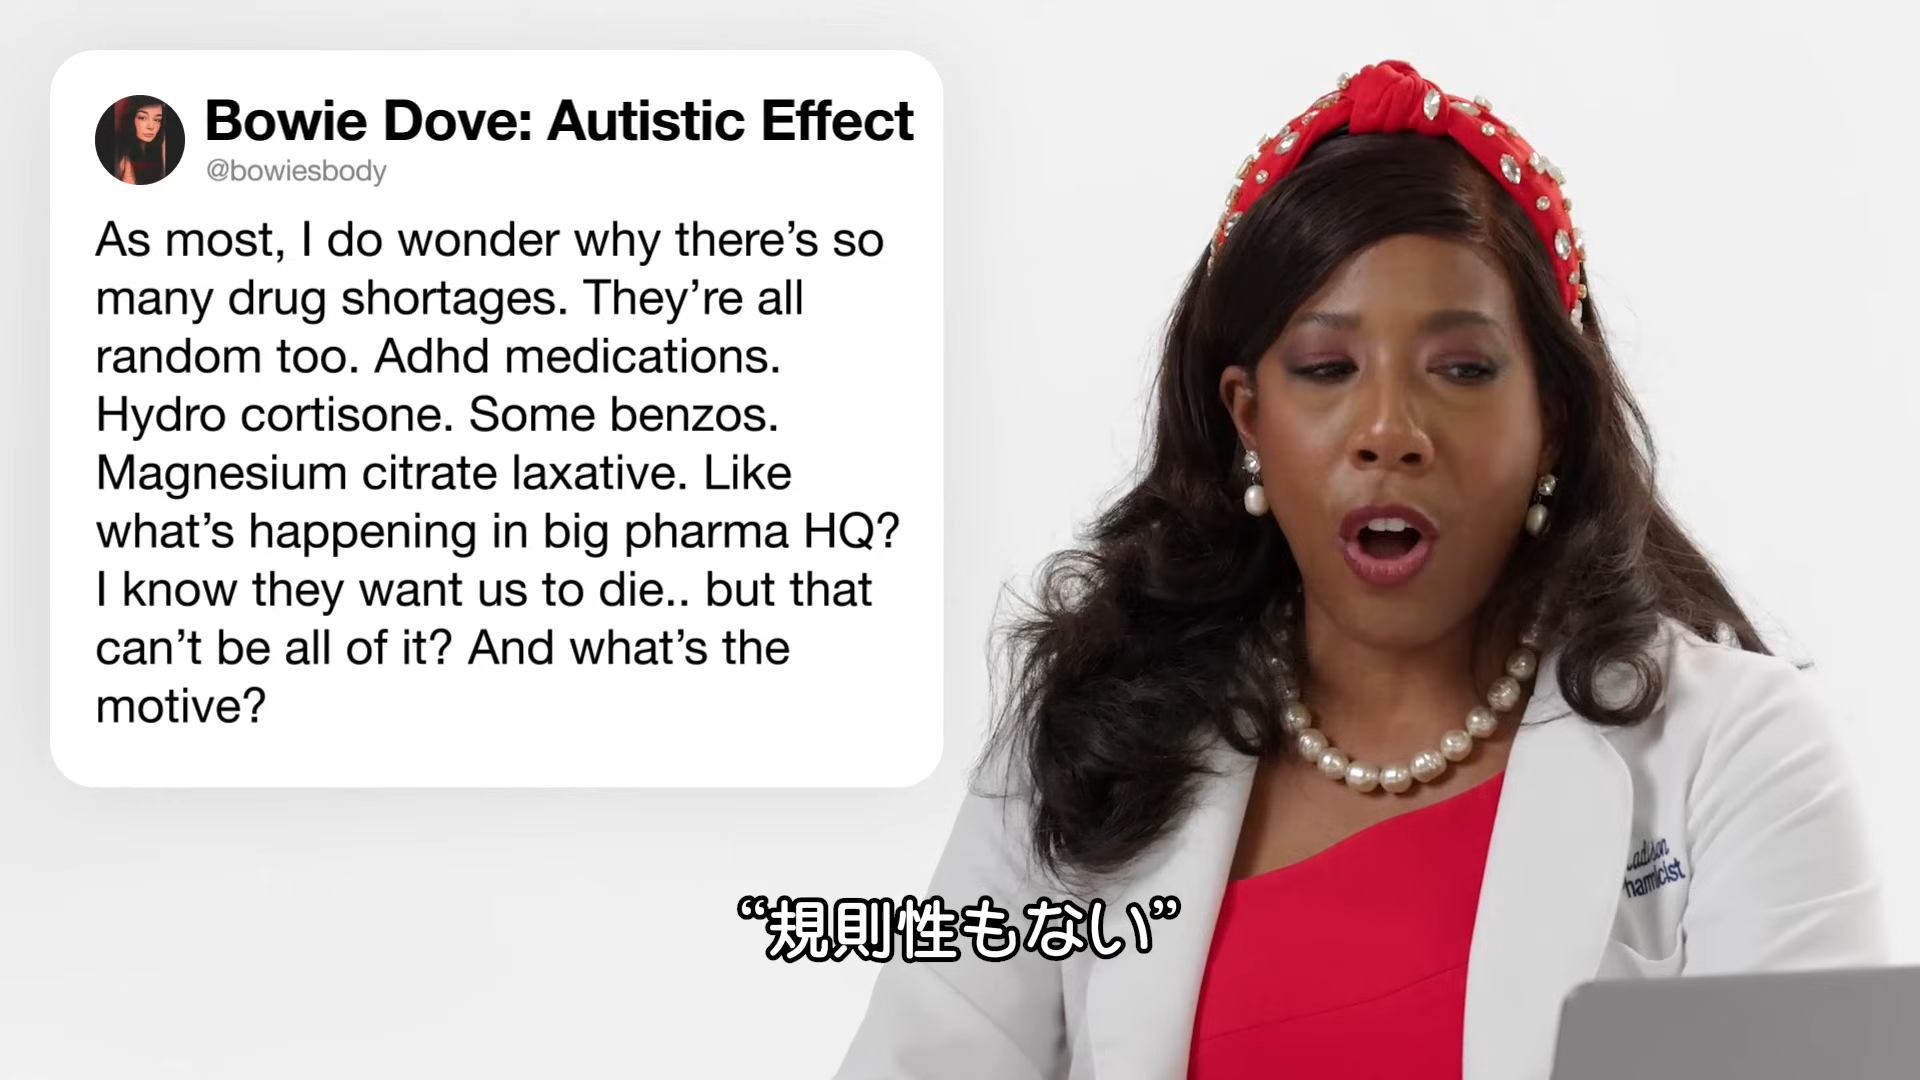 Bowie Dove: Autistic Effect
@bowiesbody
As most, I do wonder why there’s so
many drug shortages. They’re all
random too. Adhd medications.
Hydro cortisone. Some benzos.
Magnesium citrate laxative. Like
what’s happening in big pharma HQ?
I know they want us to die.. but that
can’t be all of it? And what’s the
motive?
“規則性もない”